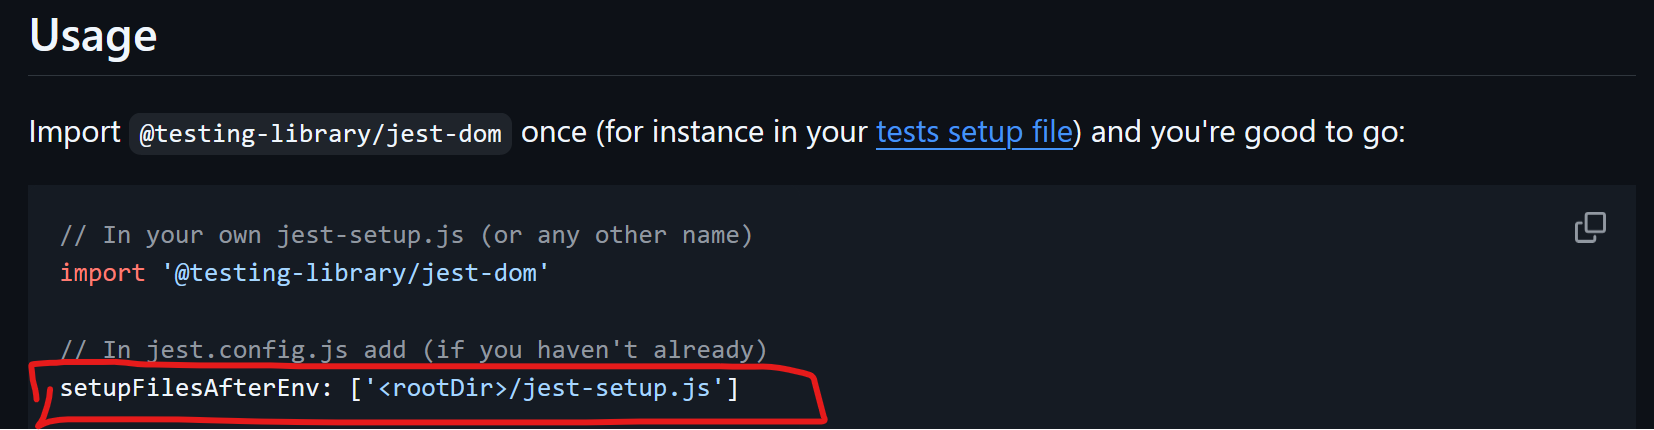 Usage
Import @testing-library/jest-dom once (for instance in your tests setup file) and you're good to go:
// In your own jest-setup.js (or any other name)
import '@testing-library/jest-dom'
// In jest.config.js add (if you haven't already)
setupFilesAfterEnv: ['<rootDir>/jest-setup.js']